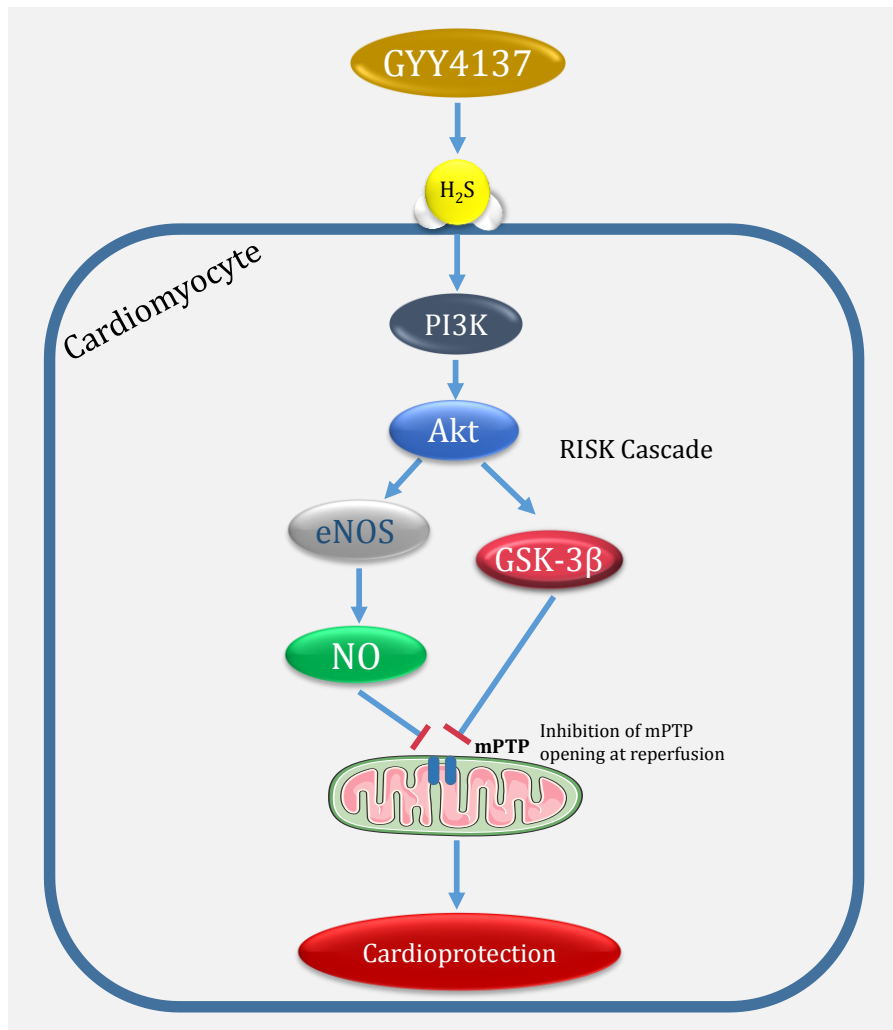 GYY4137
H₂S
Cardiomyocyte
PI3K
Akt
RISK Cascade
eNOS
GSK-3β
NO
mPTP
Inhibition of mPTP
opening at reperfusion
Cardioprotection